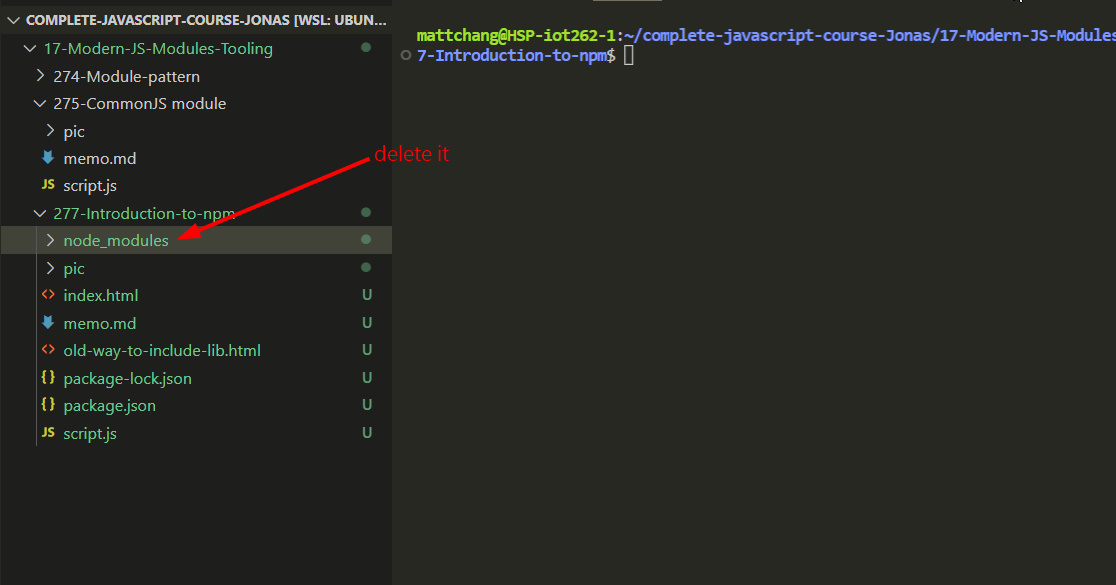 COMPLETE-JAVASCRIPT-COURSE-JONAS [WSL: UBUN...
17-Modern-JS-Modules-Tooling
274-Module-pattern
275-CommonJS module
pic
memo.md
JS script.js
277-Introduction-to-npm
node_modules
pic
<> index.html U
memo.md U
<> old-way-to-include-lib.html U
{} package-lock.json U
{} package.json U
JS script.js U
mattchang@HSP-iot262-1:~/complete-javascript-course-Jonas/17-Modern-JS-Modules
7-Introduction-to-npm$
delete it